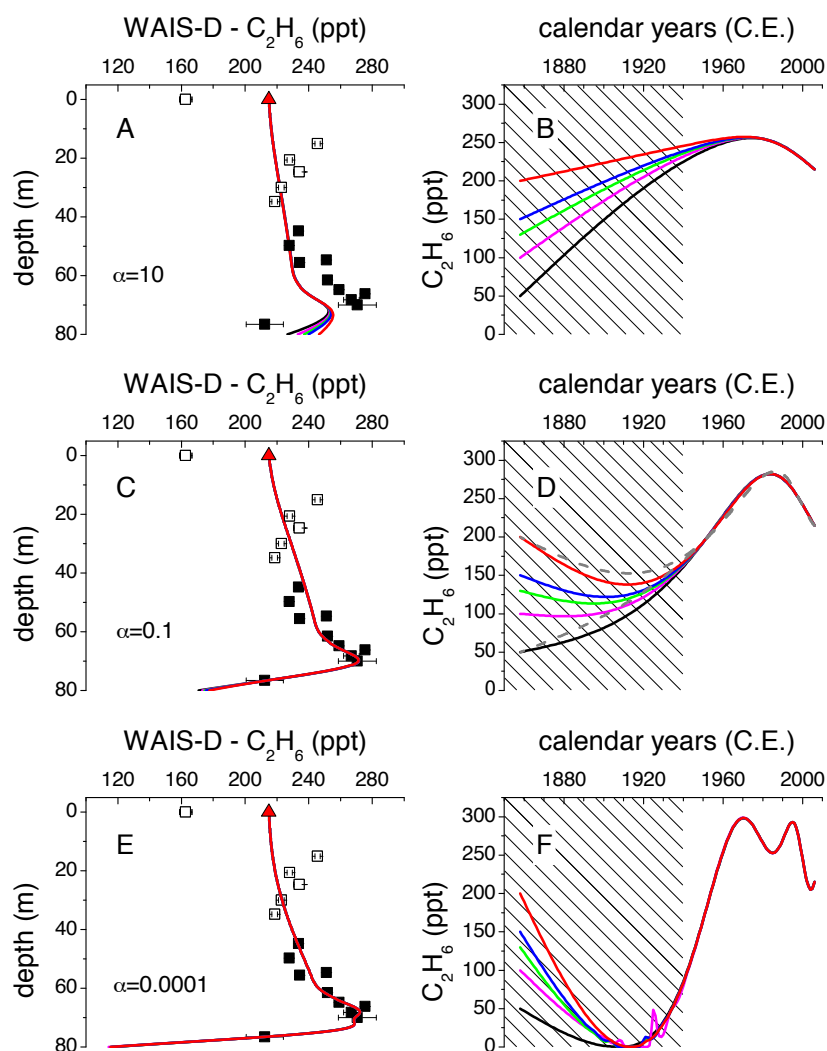 WAIS-D - C₂H₆ (ppt)
120 160 200 240 280
0
20
40
60
80
depth (m)
A
α=10
calendar years (C.E.)
1880 1920 1960 2000
300
250
200
150
100
50
0
C₂H₆ (ppt)
B
WAIS-D - C₂H₆ (ppt)
120 160 200 240 280
0
20
40
60
80
depth (m)
C
α=0.1
calendar years (C.E.)
1880 1920 1960 2000
300
250
200
150
100
50
0
C₂H₆ (ppt)
D
WAIS-D - C₂H₆ (ppt)
120 160 200 240 280
0
20
40
60
80
depth (m)
E
α=0.0001
calendar years (C.E.)
1880 1920 1960 2000
300
250
200
150
100
50
0
C₂H₆ (ppt)
F